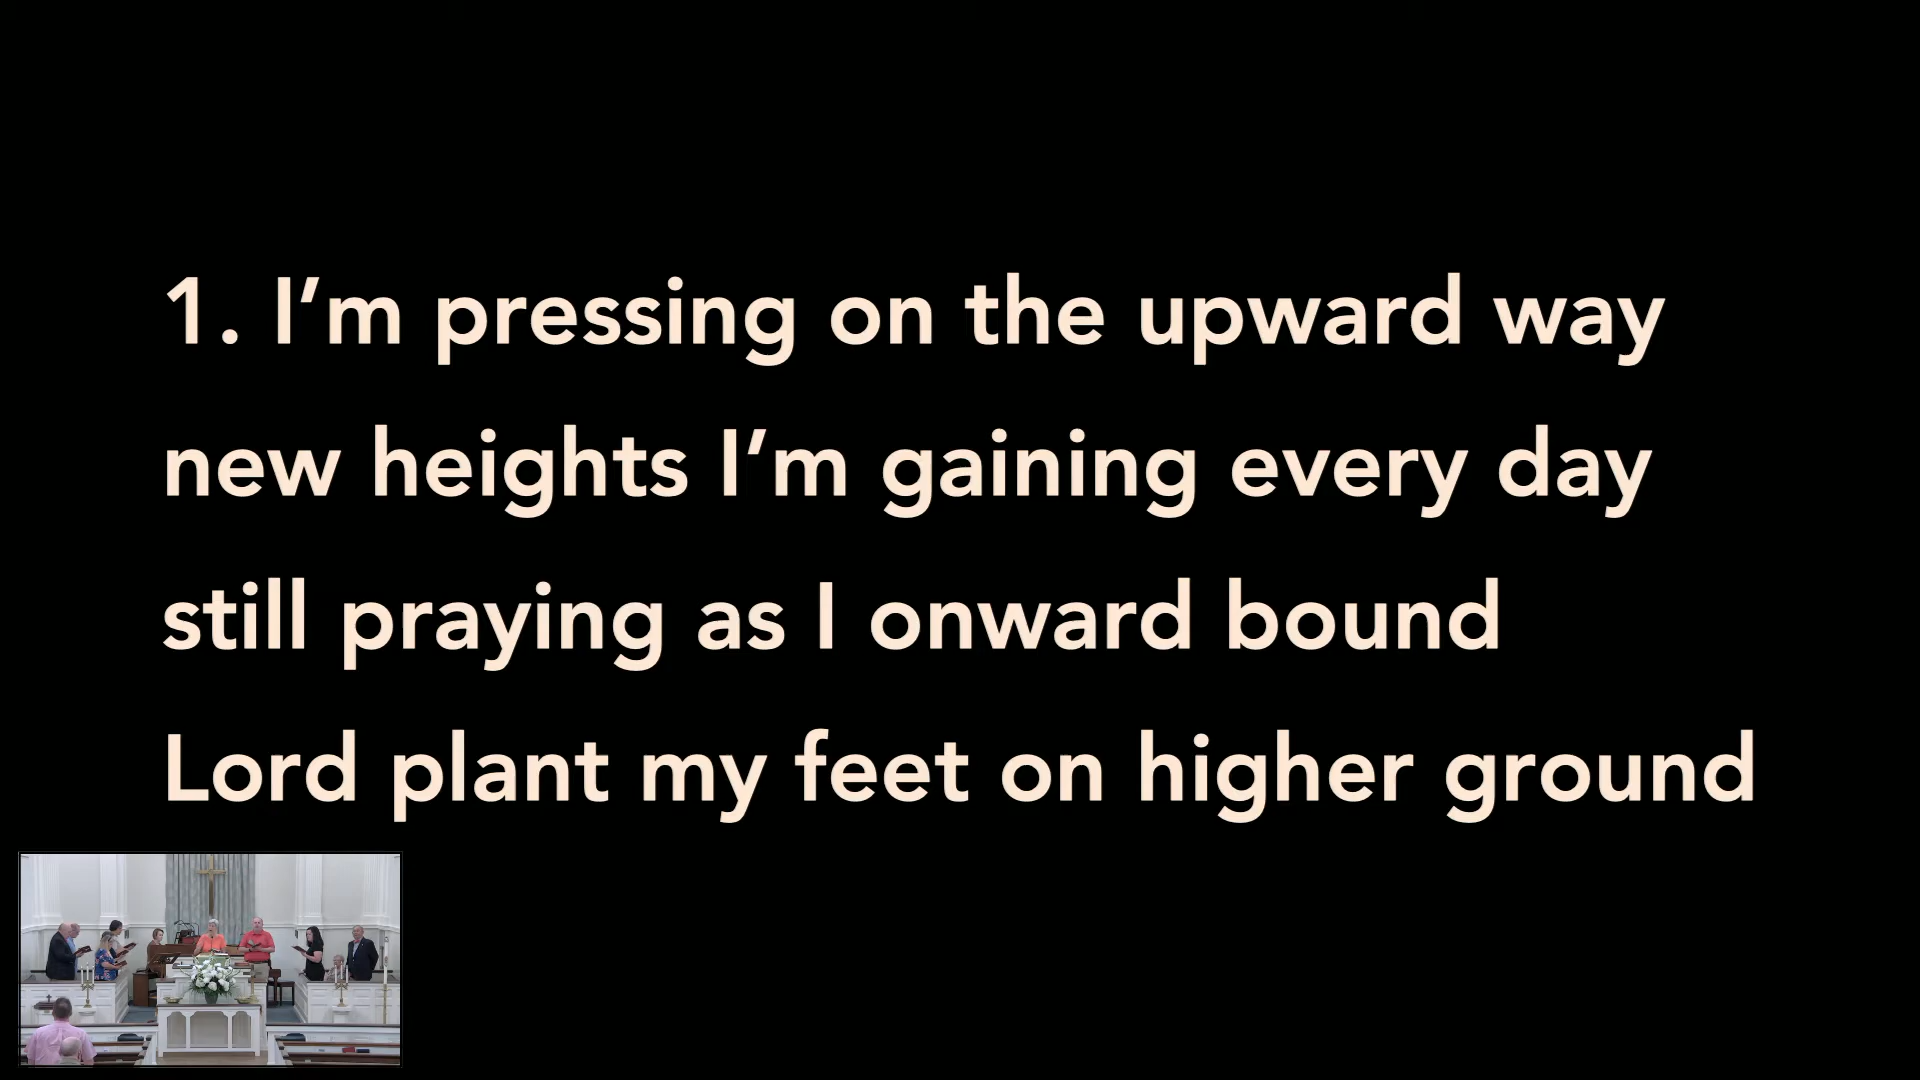 1. I’m pressing on the upward way
new heights I’m gaining every day
still praying as I onward bound
Lord plant my feet on higher ground